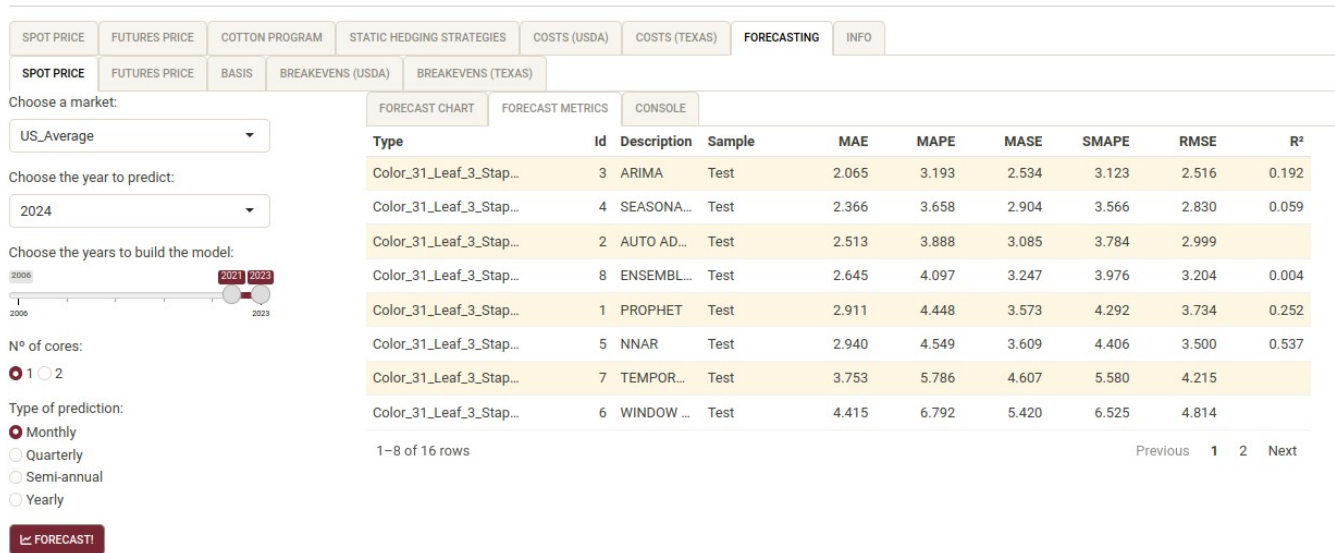 SPOT PRICE FUTURES PRICE COTTON PROGRAM STATIC HEDGING STRATEGIES COSTS (USDA) COSTS (TEXAS) FORECASTING INFO
SPOT PRICE FUTURES PRICE BASIS BREAKEVENS (USDA) BREAKEVENS (TEXAS)
Choose a market:
US_Average
Choose the year to predict:
2024
Choose the years to build the model:
2006 2021 2023
2006 2023
Nº of cores:
1 2
Type of prediction:
Monthly
Quarterly
Semi-annual
Yearly
FORECAST!
FORECAST CHART FORECAST METRICS CONSOLE
Type Id Description Sample MAE MAPE MASE SMAPE RMSE R²
Color_31_Leaf_3_Stap... 3 ARIMA Test 2.065 3.193 2.534 3.123 2.516 0.192
Color_31_Leaf_3_Stap... 4 SEASONA... Test 2.366 3.658 2.904 3.566 2.830 0.059
Color_31_Leaf_3_Stap... 2 AUTO AD... Test 2.513 3.888 3.085 3.784 2.999
Color_31_Leaf_3_Stap... 8 ENSEMBL... Test 2.645 4.097 3.247 3.976 3.204 0.004
Color_31_Leaf_3_Stap... 1 PROPHET Test 2.911 4.448 3.573 4.292 3.734 0.252
Color_31_Leaf_3_Stap... 5 NNAR Test 2.940 4.549 3.609 4.406 3.500 0.537
Color_31_Leaf_3_Stap... 7 TEMPOR... Test 3.753 5.786 4.607 5.580 4.215
Color_31_Leaf_3_Stap... 6 WINDOW ... Test 4.415 6.792 5.420 6.525 4.814
1–8 of 16 rows Previous 1 2 Next